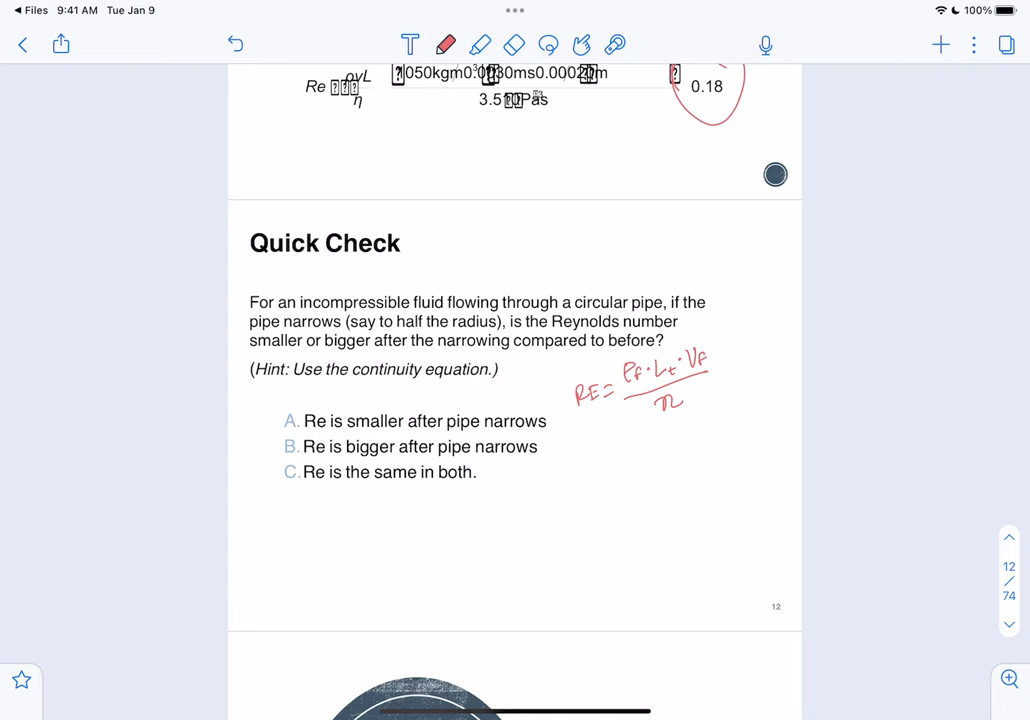 Files 9:41 AM Tue Jan 9
100%
Re
ρvL
η
1050kgm
0.00020m
0.18
Quick Check
For an incompressible fluid flowing through a circular pipe, if the
pipe narrows (say to half the radius), is the Reynolds number
smaller or bigger after the narrowing compared to before?
(Hint: Use the continuity equation.)
RE=
A. Re is smaller after pipe narrows
B. Re is bigger after pipe narrows
C. Re is the same in both.
12
/
74
12